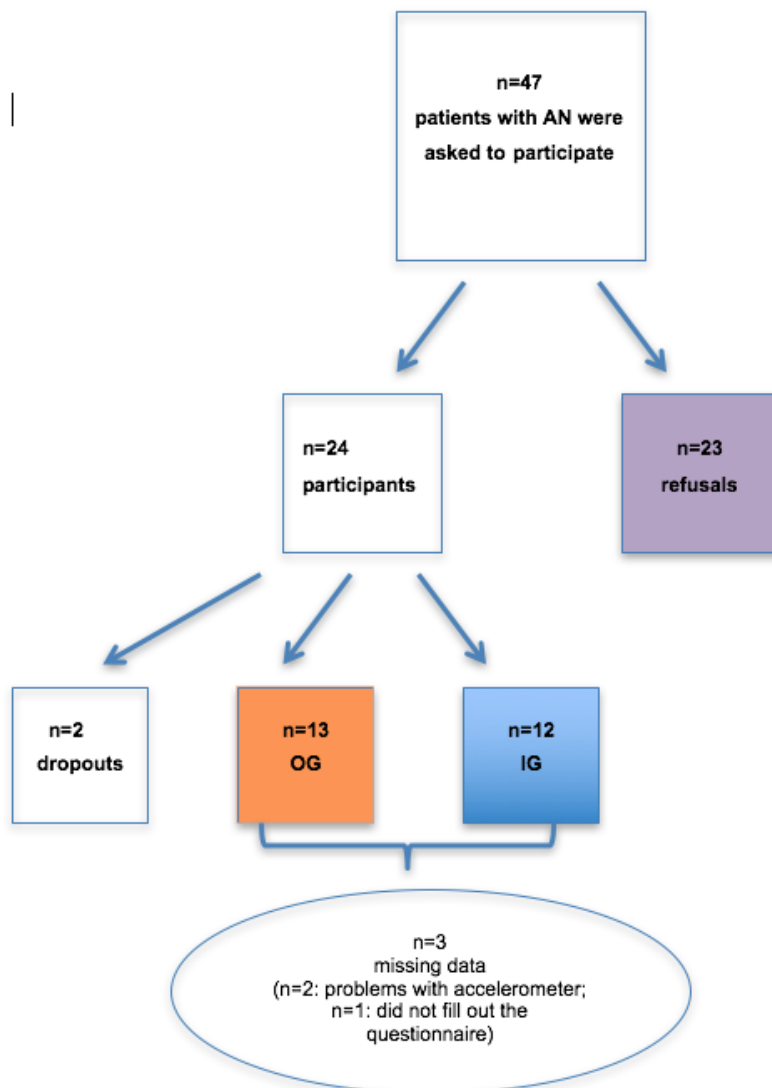 n=47
patients with AN were
asked to participate
n=24
participants
n=23
refusals
n=2
dropouts
n=13
OG
n=12
IG
n=3
missing data
(n=2: problems with accelerometer;
n=1: did not fill out the
questionnaire)